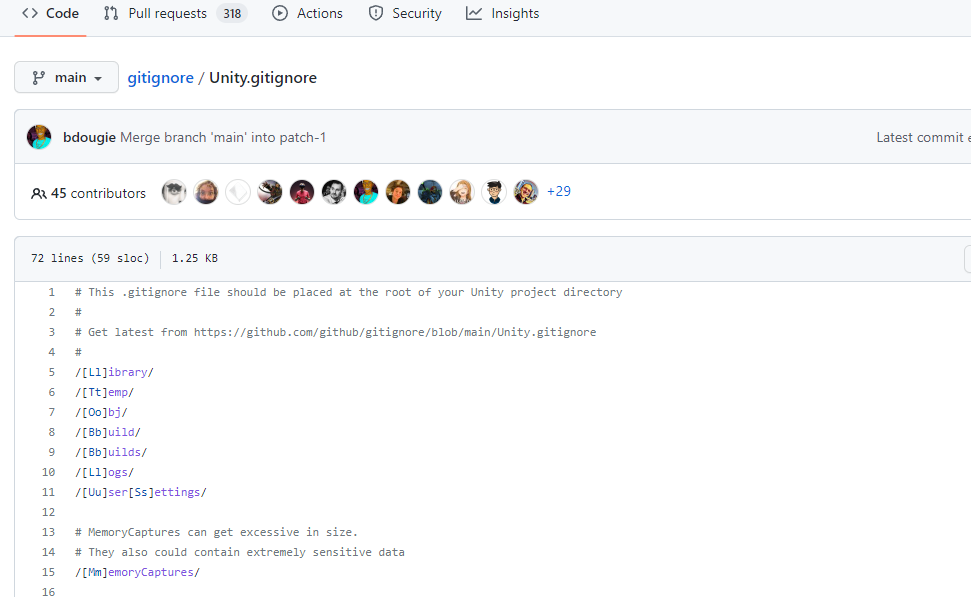 Code Pull requests 318 Actions Security Insights
main gitignore / Unity.gitignore
bdougie Merge branch 'main' into patch-1 Latest commit
45 contributors +29
72 lines (59 sloc) 1.25 KB
1 # This .gitignore file should be placed at the root of your Unity project directory
2 #
3 # Get latest from https://github.com/github/gitignore/blob/main/Unity.gitignore
4 #
5 /[Ll]ibrary/
6 /[Tt]emp/
7 /[Oo]bj/
8 /[Bb]uild/
9 /[Bb]uilds/
10 /[Ll]ogs/
11 /[Uu]ser[Ss]ettings/
12
13 # MemoryCaptures can get excessive in size.
14 # They also could contain extremely sensitive data
15 /[Mm]emoryCaptures/
16